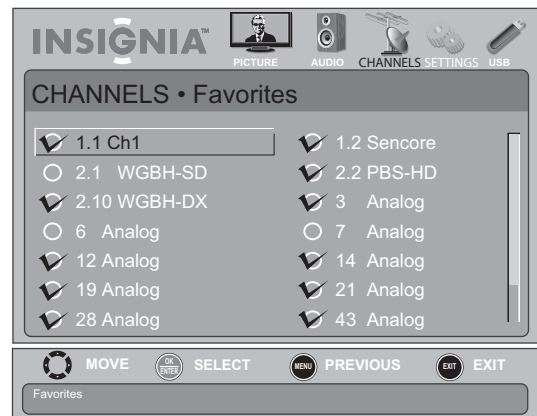 INSIGNIA™
PICTURE AUDIO CHANNELS SETTINGS USB
CHANNELS • Favorites
1.1 Ch1 1.2 Sencore
2.1 WGBH-SD 2.2 PBS-HD
2.10 WGBH-DX 3 Analog
6 Analog 7 Analog
12 Analog 14 Analog
19 Analog 21 Analog
28 Analog 43 Analog
MOVE OK ENTER SELECT MENU PREVIOUS EXIT EXIT
Favorites